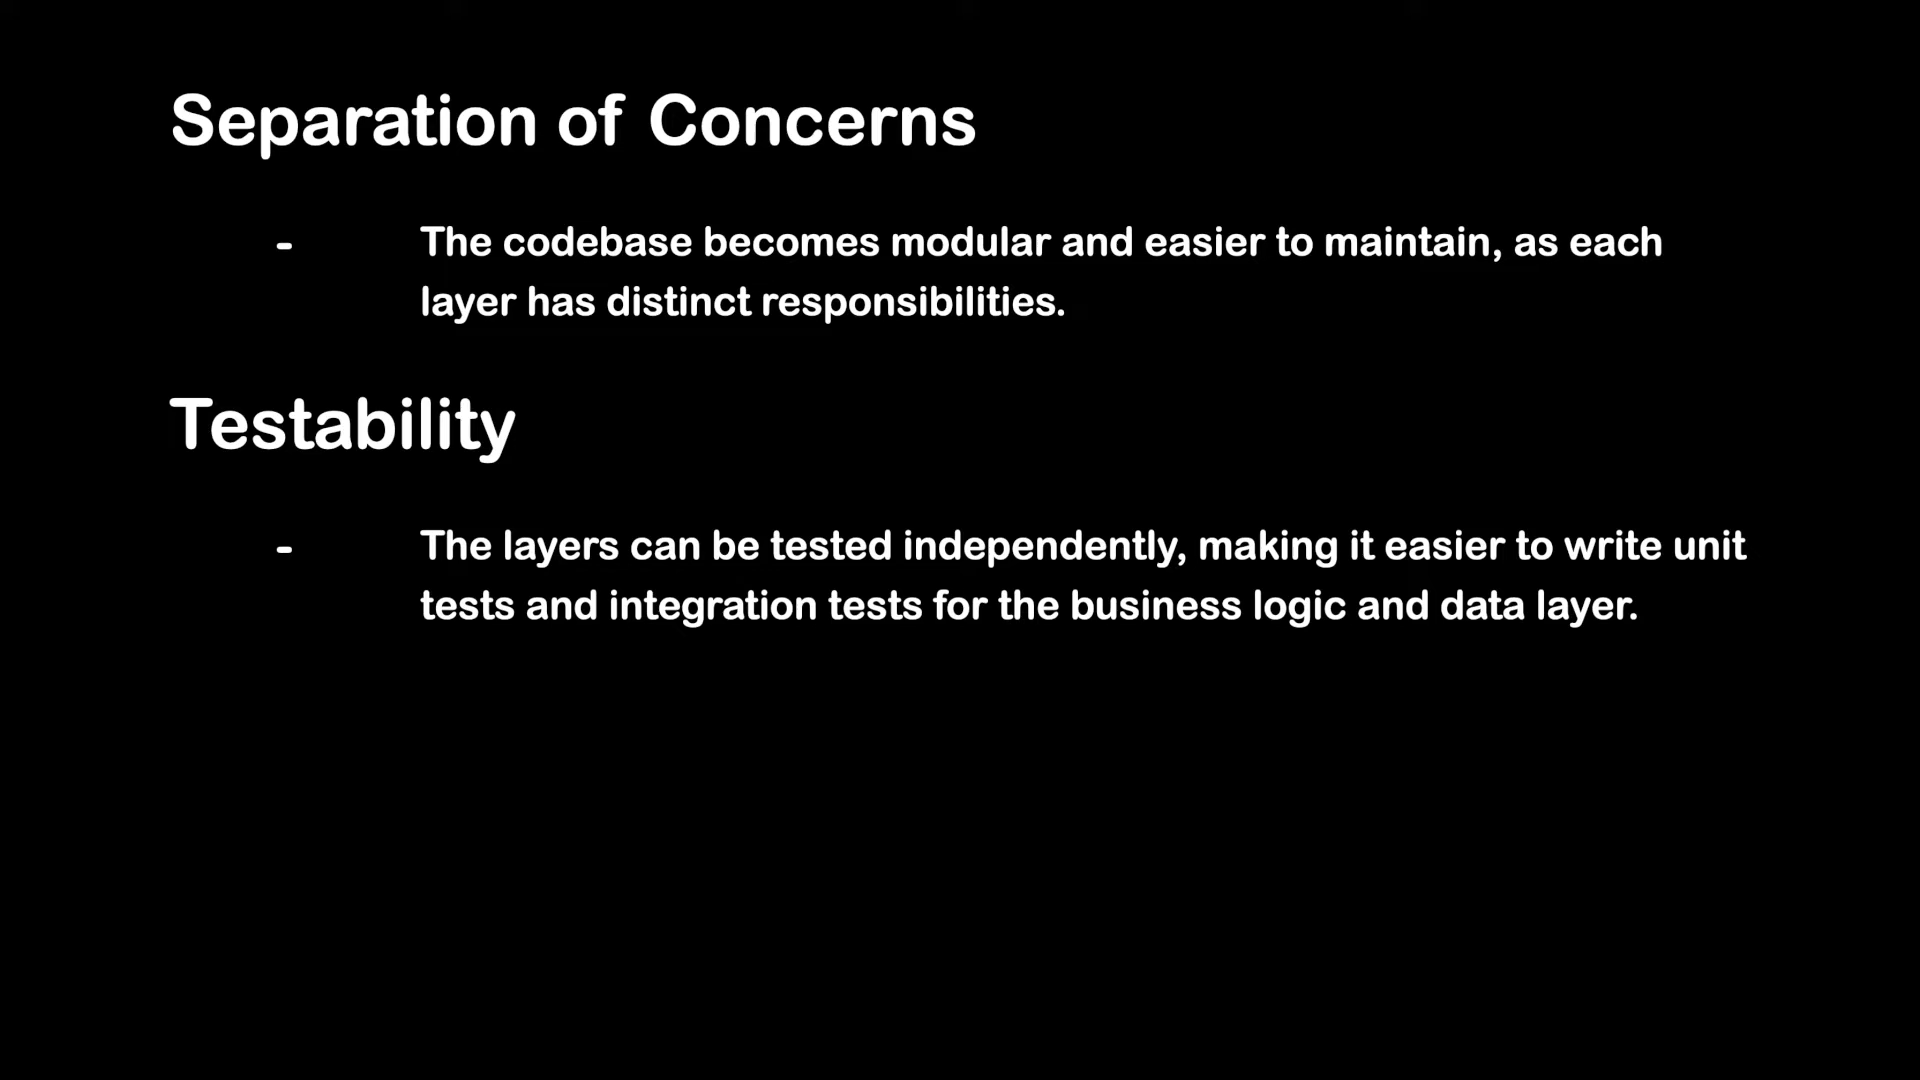 Separation of Concerns
- The codebase becomes modular and easier to maintain, as each
layer has distinct responsibilities.
Testability
- The layers can be tested independently, making it easier to write unit
tests and integration tests for the business logic and data layer.